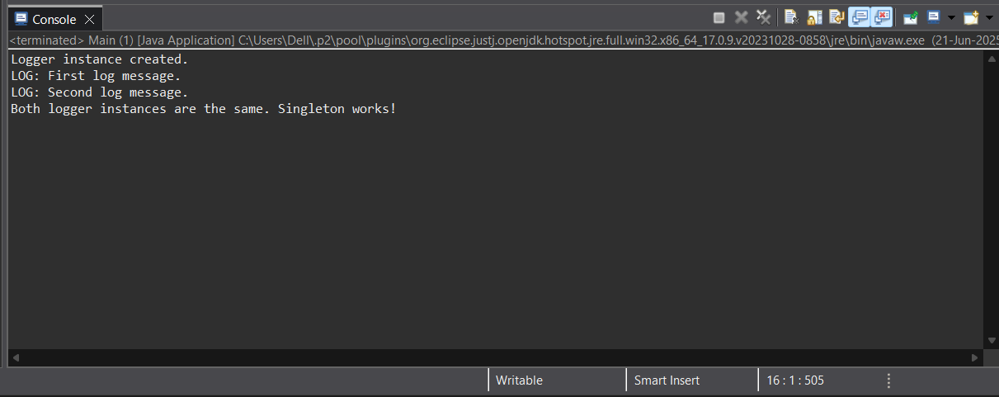 Console
<terminated> Main (1) [Java Application] C:\Users\Dell\.p2\pool\plugins\org.eclipse.justj.openjdk.hotspot.jre.full.win32.x86_64_17.0.9.v20231028-0858\jre\bin\javaw.exe (21-Jun-2025
Logger instance created.
LOG: First log message.
LOG: Second log message.
Both logger instances are the same. Singleton works!
Writable Smart Insert 16 : 1 : 505